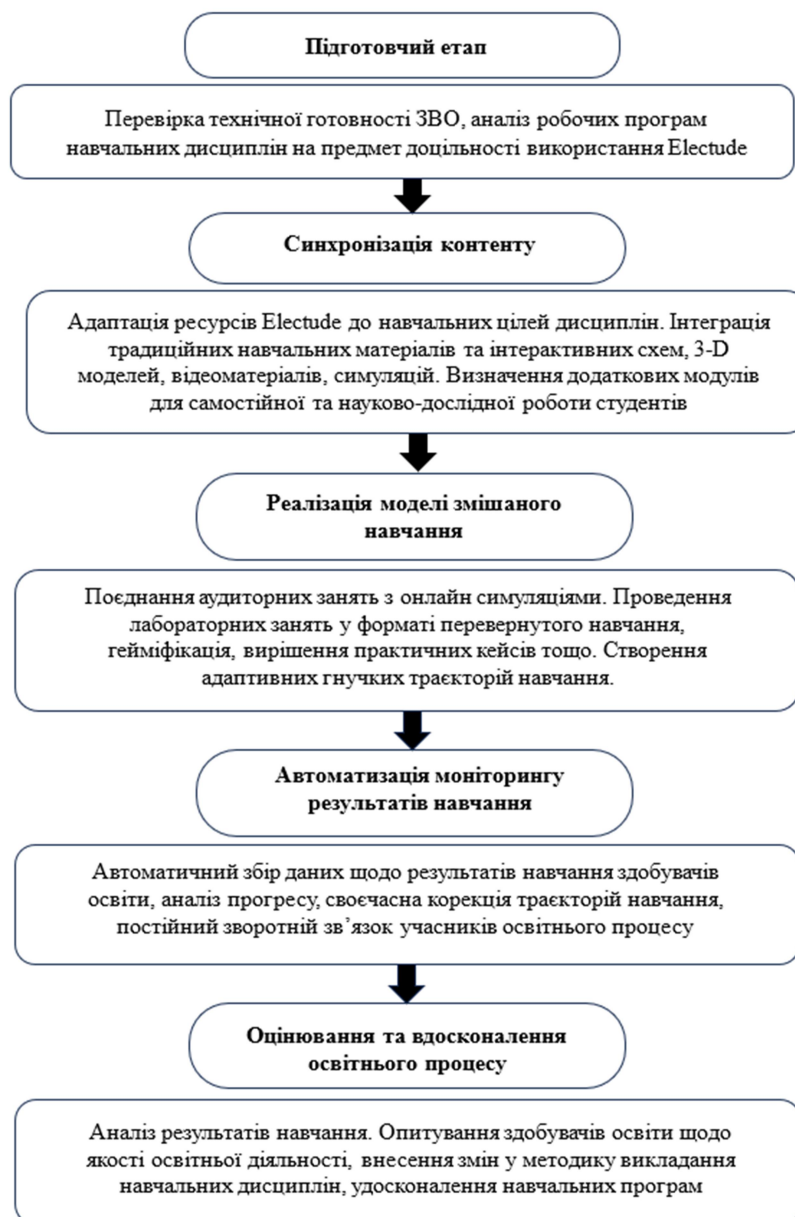 Підготовчий етап
Перевірка технічної готовності ЗВО, аналіз робочих програм
навчальних дисциплін на предмет доцільності використання Electude
Синхронізація контенту
Адаптація ресурсів Electude до навчальних цілей дисциплін. Інтеграція
традиційних навчальних матеріалів та інтерактивних схем, 3-D
моделей, відеоматеріалів, симуляцій. Визначення додаткових модулів
для самостійної та науково-дослідної роботи студентів
Реалізація моделі змішаного
навчання
Поєднання аудиторних занять з онлайн симуляціями. Проведення
лабораторних занять у форматі перевернутого навчання,
гейміфікація, вирішення практичних кейсів тощо. Створення
адаптивних гнучких траєкторій навчання.
Автоматизація моніторингу
результатів навчання
Автоматичний збір даних щодо результатів навчання здобувачів
освіти, аналіз прогресу, своєчасна корекція траєкторій навчання,
постійний зворотній зв’язок учасників освітнього процесу
Оцінювання та вдосконалення
освітнього процесу
Аналіз результатів навчання. Опитування здобувачів освіти щодо
якості освітньої діяльності, внесення змін у методику викладання
навчальних дисциплін, удосконалення навчальних програм